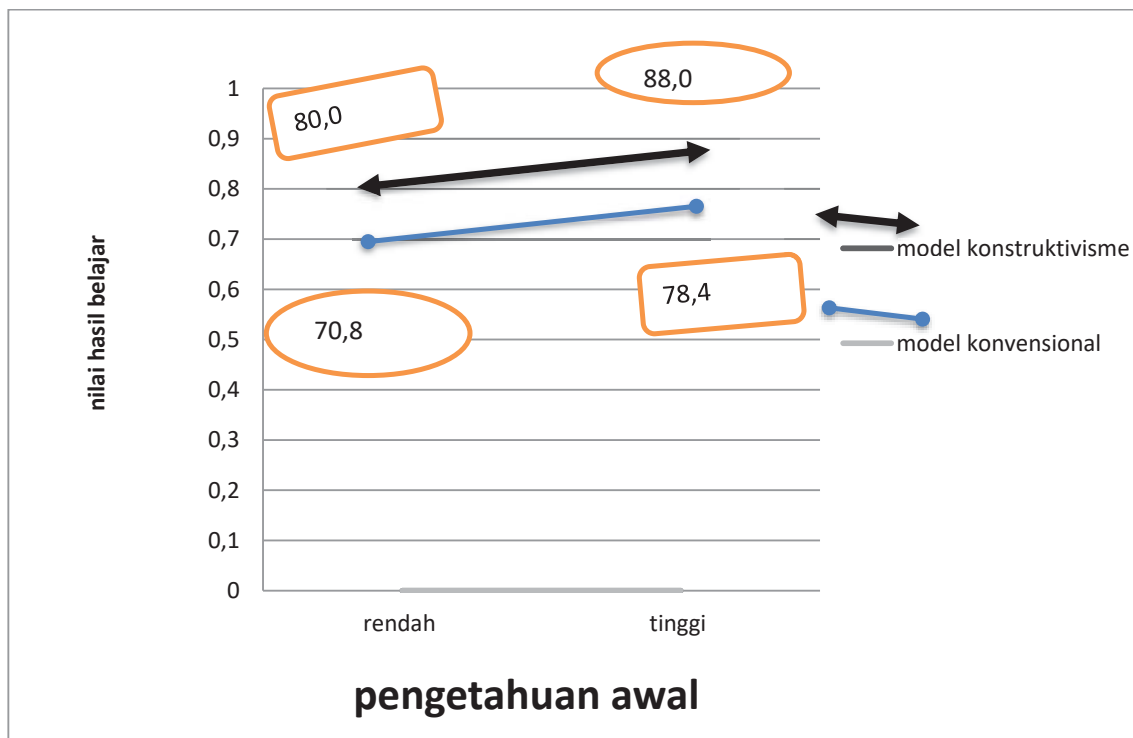 88,0
80,0
1
0,9
0,8
0,7
0,6
0,5
0,4
0,3
0,2
0,1
0
nilai hasil belajar
70,8
78,4
model konstruktivisme
model konvensional
rendah
tinggi
pengetahuan awal